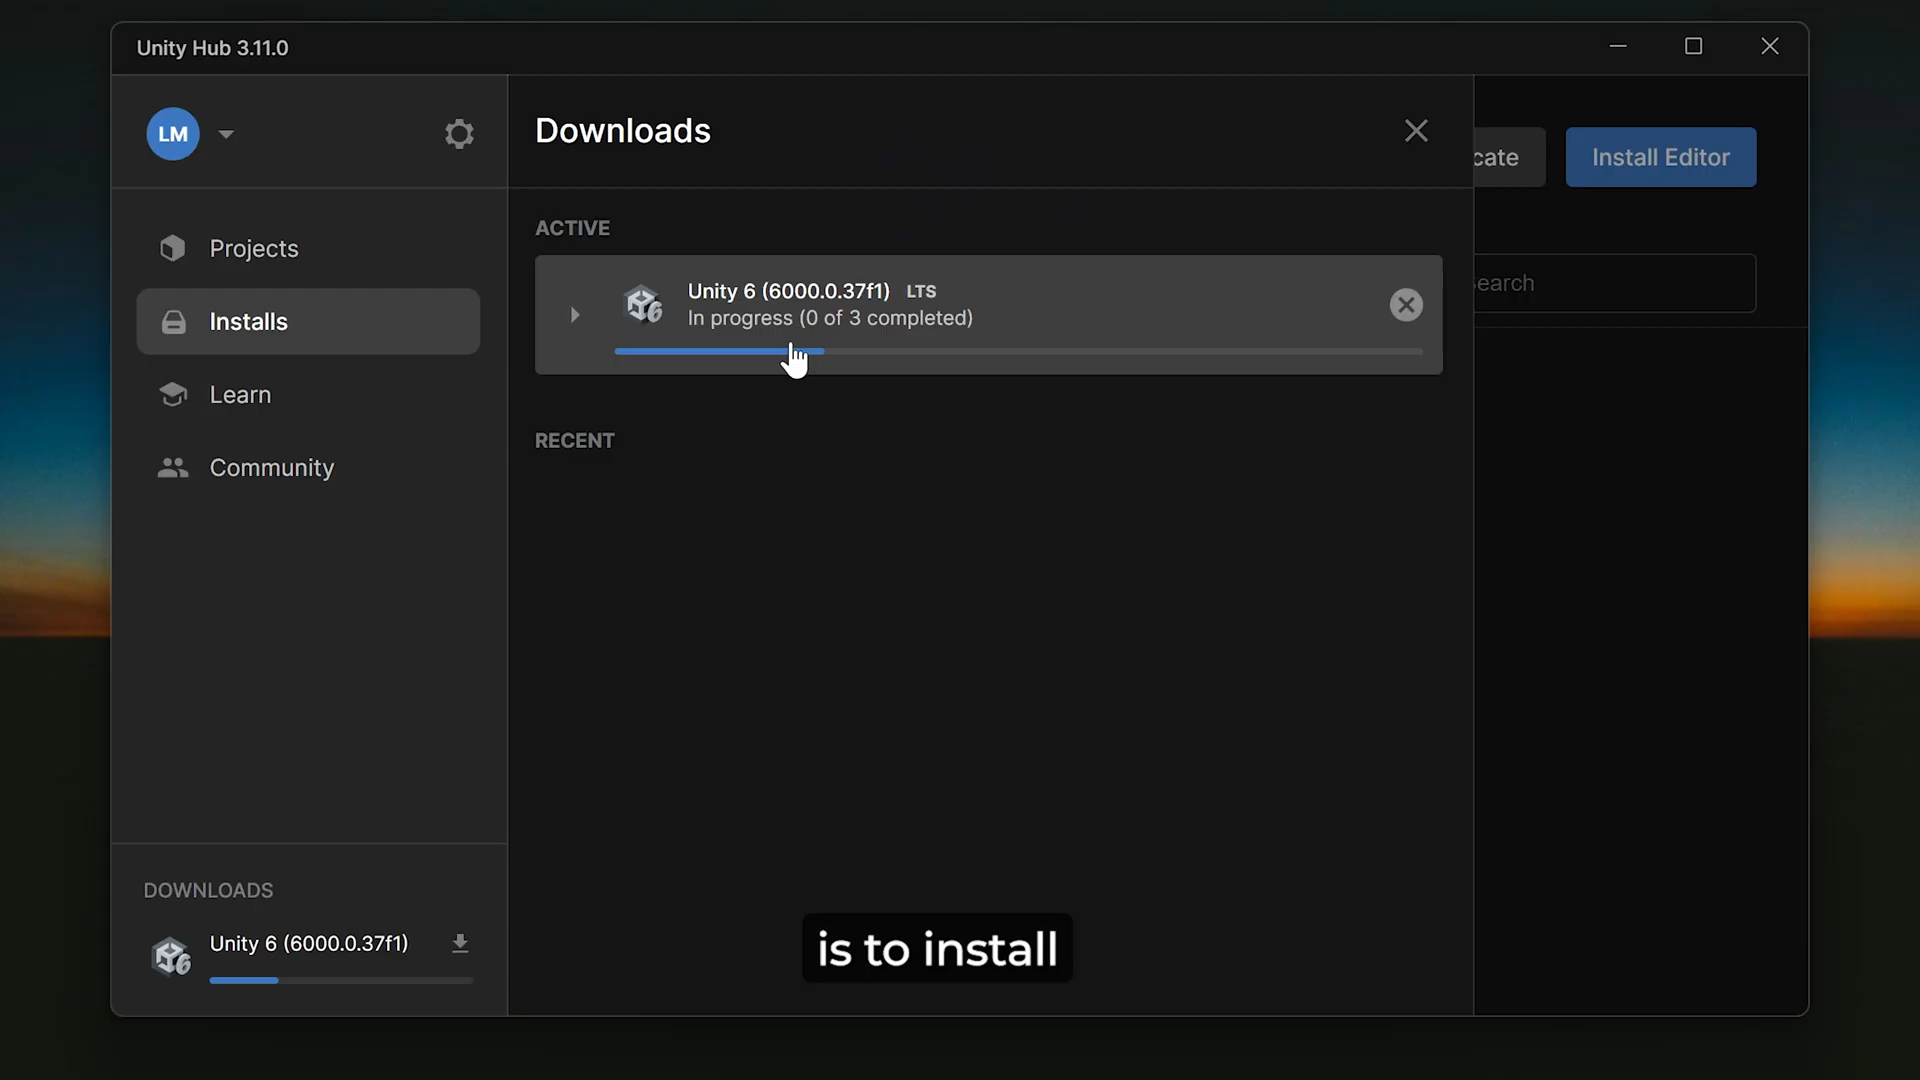 Unity Hub 3.11.0
LM
Downloads
cate
Install Editor
ACTIVE
Projects
Unity 6 (6000.0.37f1) LTS
In progress (0 of 3 completed)
earch
Installs
Learn
RECENT
Community
DOWNLOADS
Unity 6 (6000.0.37f1)
is to install